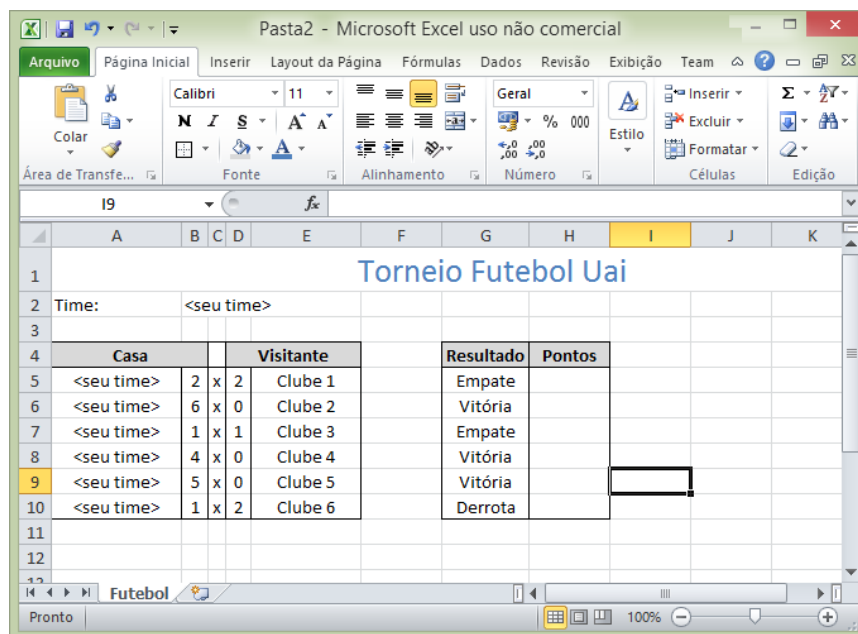 Pasta2 - Microsoft Excel uso não comercial
Arquivo Página Inicial Inserir Layout da Página Fórmulas Dados Revisão Exibição Team
Colar
Calibri 11
N I S A A
A
Geral
% 000
,0 ,00
,00 ,0
Estilo
Inserir
Excluir
Formatar
Σ
Área de Transfe... Fonte Alinhamento Número Células Edição
I9 fx
A B C D E F G H I J K
1 Torneio Futebol Uai
2 Time: <seu time>
3
4 Casa Visitante Resultado Pontos
5 <seu time> 2 x 2 Clube 1 Empate
6 <seu time> 6 x 0 Clube 2 Vitória
7 <seu time> 1 x 1 Clube 3 Empate
8 <seu time> 4 x 0 Clube 4 Vitória
9 <seu time> 5 x 0 Clube 5 Vitória
10 <seu time> 1 x 2 Clube 6 Derrota
11
12
Futebol
Pronto 100%